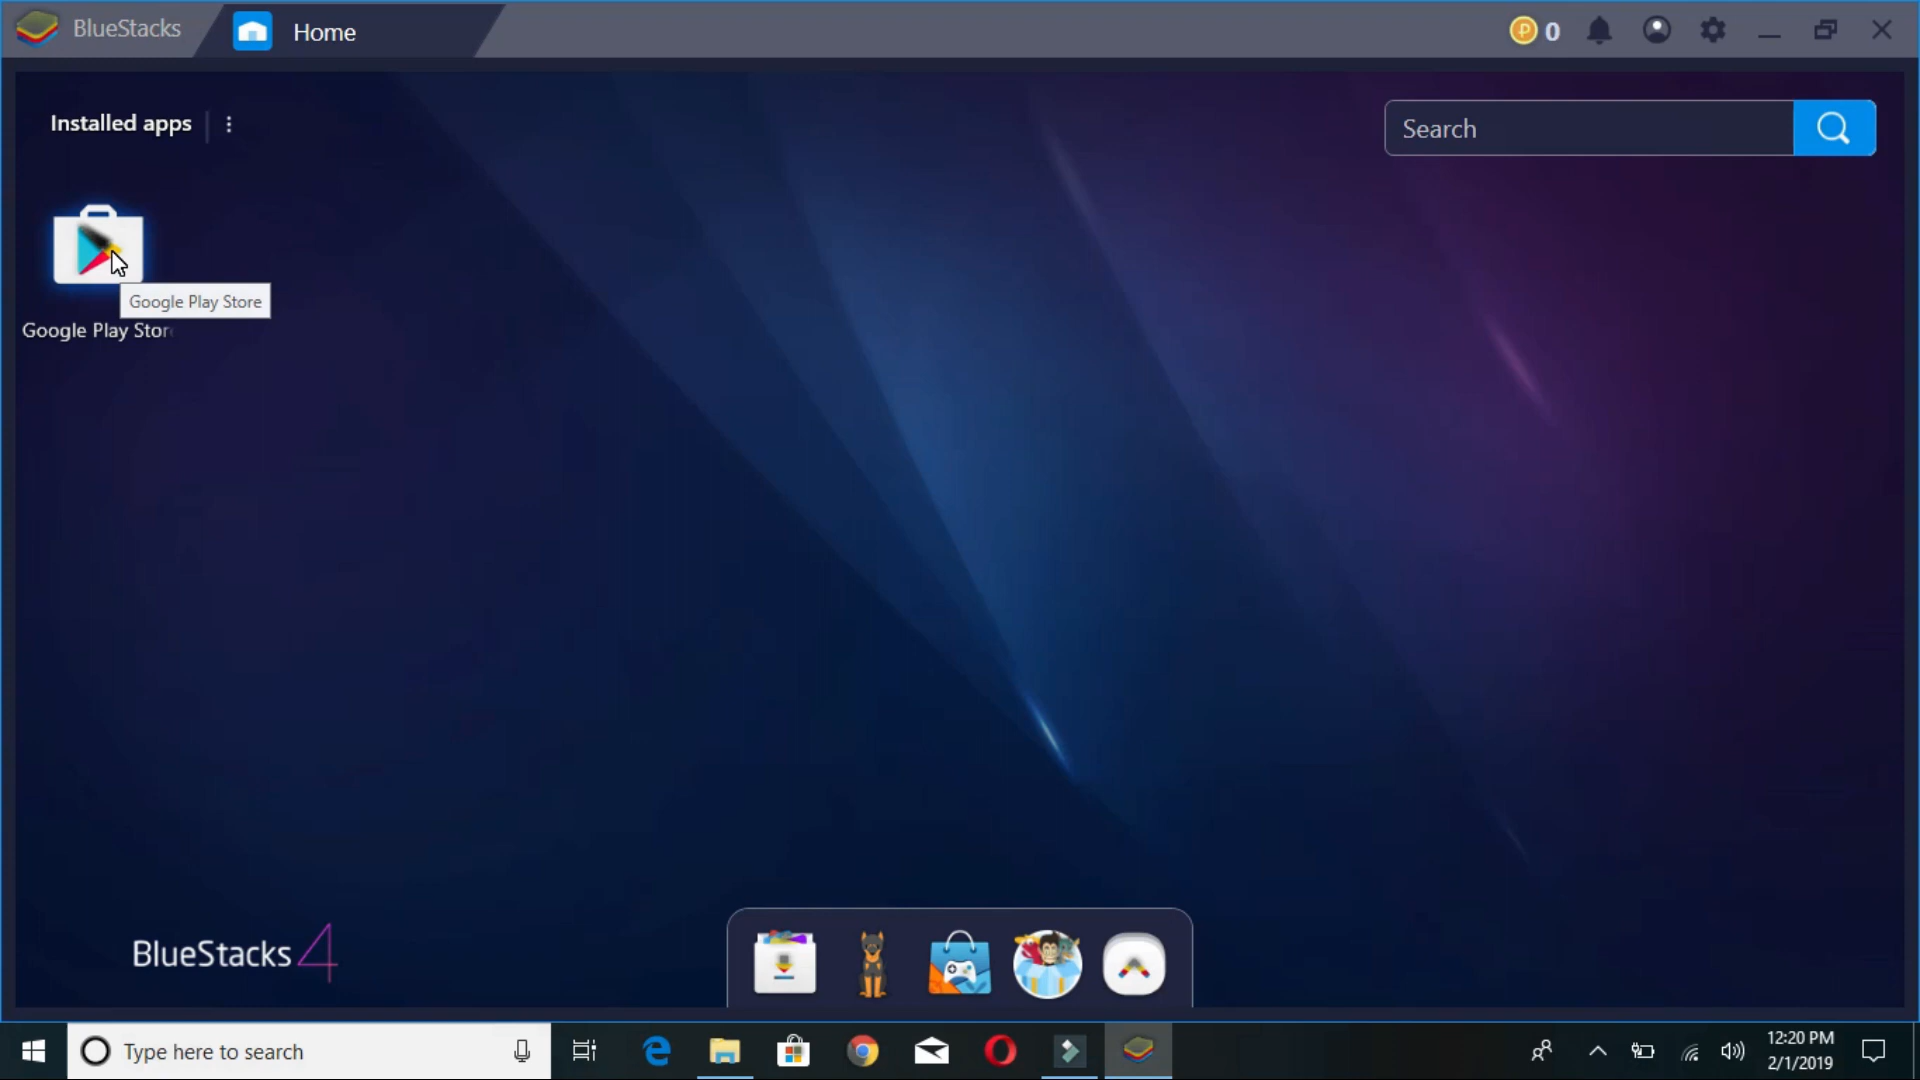 BlueStacks
Home
0
Installed apps
Search
Google Play Store
Google Play Stor
BlueStacks 4
Type here to search
12:20 PM
2/1/2019